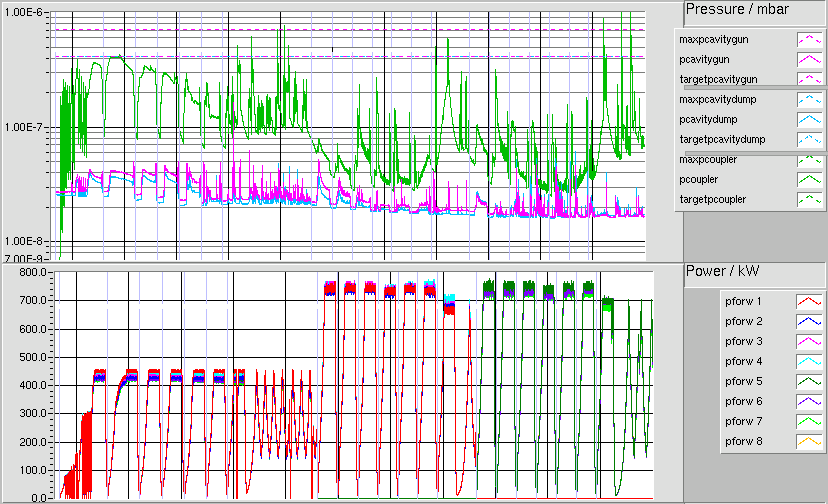 1.00E-6
1.00E-7
1.00E-8
7.00E-9
Pressure / mbar
maxpcavitygun
pcavitygun
targetpcavitygun
maxpcavitydump
pcavitydump
targetpcavitydump
maxpcoupler
pcoupler
targetpcoupler
800.0
700.0
600.0
500.0
400.0
300.0
200.0
100.0
0.0
Power / kW
pforw 1
pforw 2
pforw 3
pforw 4
pforw 5
pforw 6
pforw 7
pforw 8